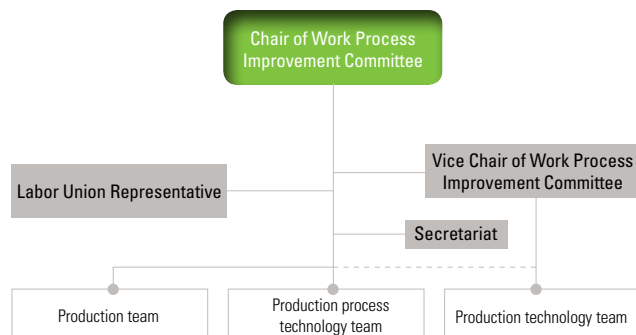 Chair of Work Process
Improvement Committee
Vice Chair of Work Process
Improvement Committee
Labor Union Representative
Secretariat
Production team
Production process
technology team
Production technology team